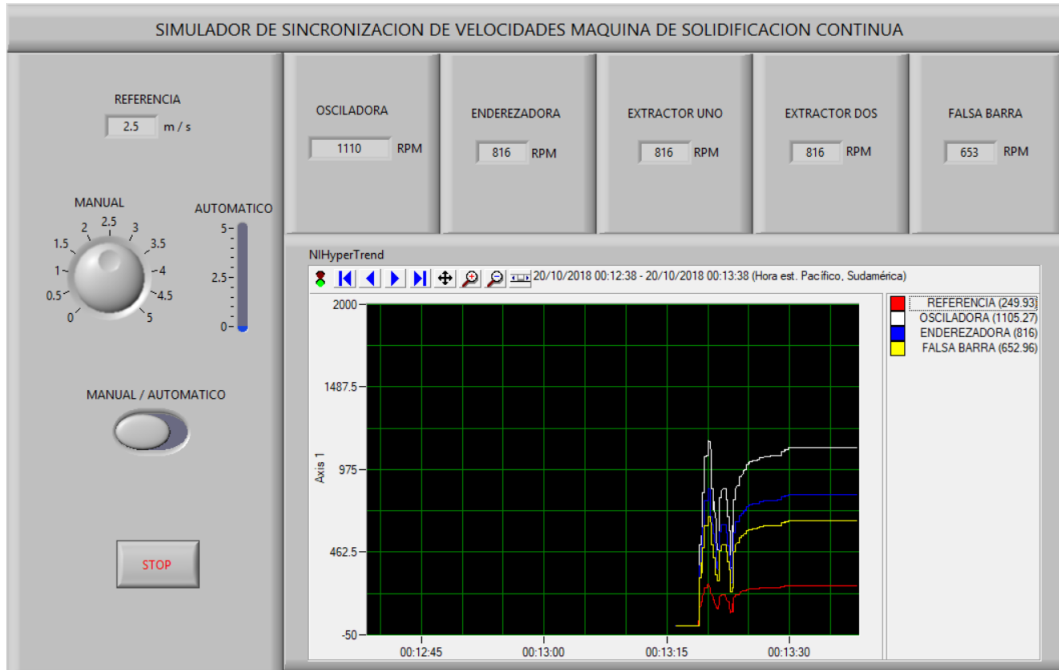 SIMULADOR DE SINCRONIZACION DE VELOCIDADES MAQUINA DE SOLIDIFICACION CONTINUA
REFERENCIA
2.5 m / s
MANUAL
0
0.5
1
1.5
2
2.5
3
3.5
4
4.5
5
AUTOMATICO
5
2.5
0
MANUAL / AUTOMATICO
STOP
OSCILADORA
1110 RPM
ENDEREZADORA
816 RPM
EXTRACTOR UNO
816 RPM
EXTRACTOR DOS
816 RPM
FALSA BARRA
653 RPM
NIHyperTrend
20/10/2018 00:12:38 - 20/10/2018 00:13:38 (Hora est. Pacífico, Sudamérica)
Axis 1
2000
1487.5
975
462.5
-50
00:12:45 00:13:00 00:13:15 00:13:30
REFERENCIA (249.93)
OSCILADORA (1105.27)
ENDEREZADORA (816)
FALSA BARRA (652.96)